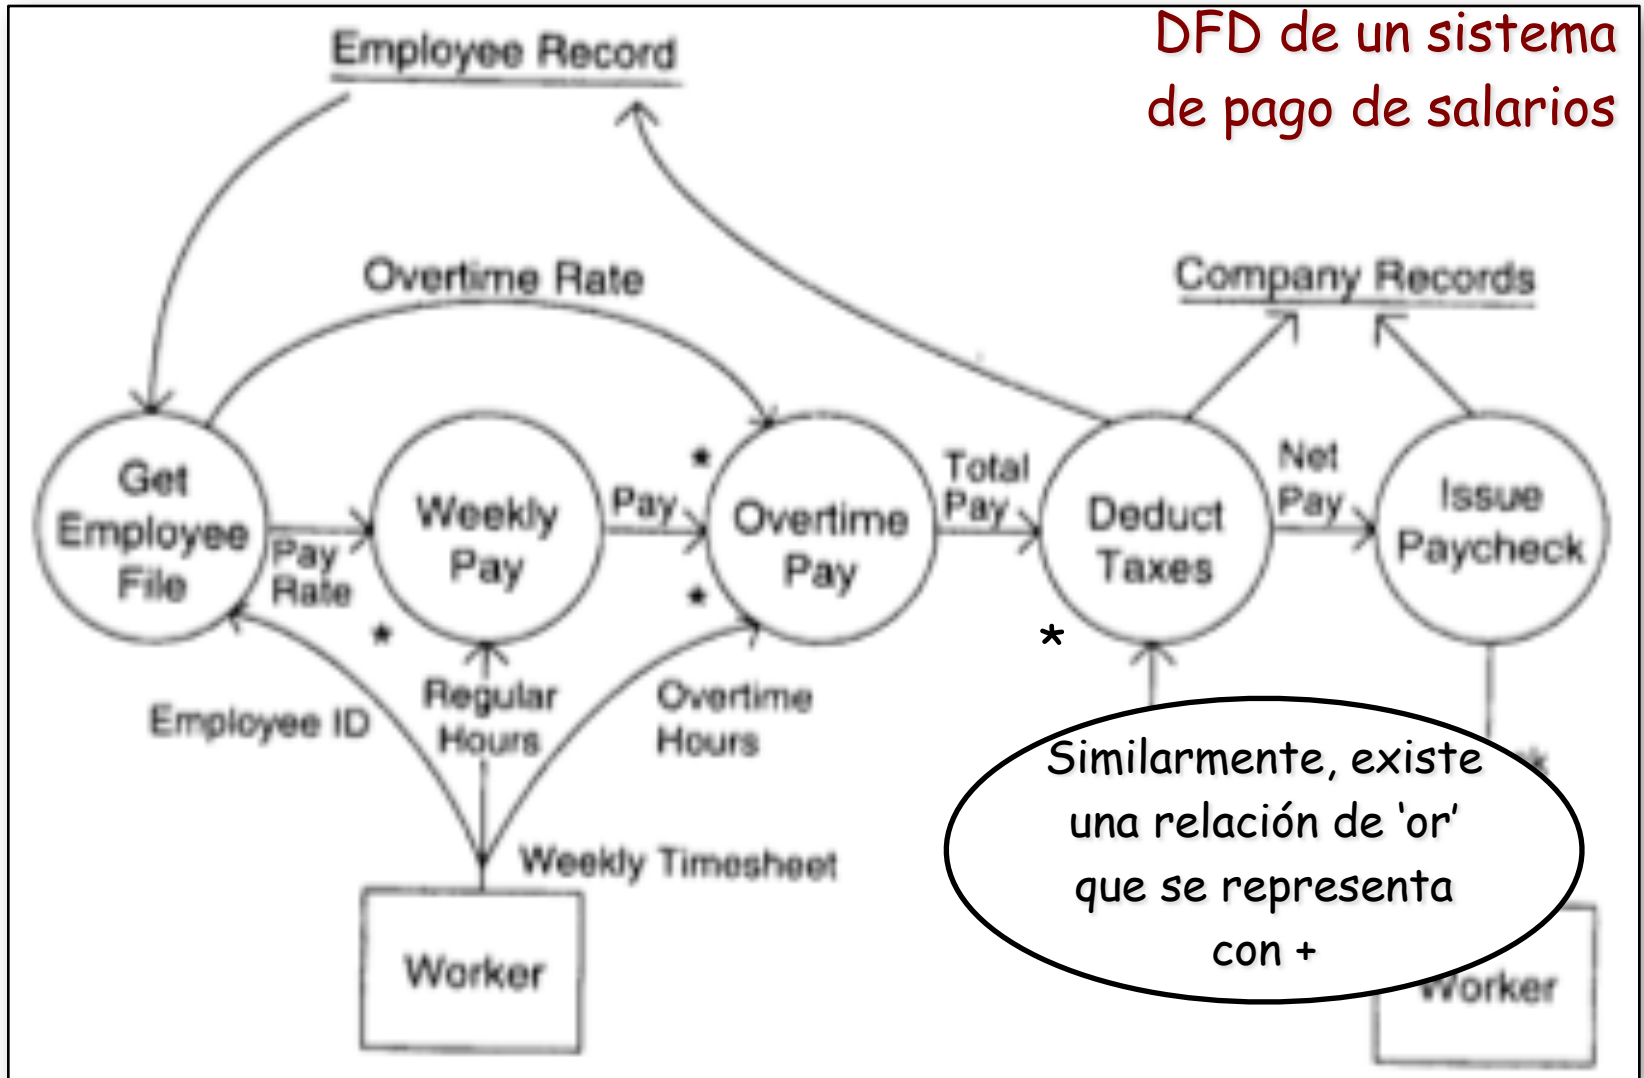 DFD de un sistema
de pago de salarios
Employee Record
Overtime Rate
Company Records
Get
Employee
File
Pay
Rate
Weekly
Pay
Pay
*
*
*
Overtime
Pay
Total
Pay
Deduct
Taxes
*
Net
Pay
Issue
Paycheck
Employee ID
Regular
Hours
Overtime
Hours
Weekly Timesheet
Worker
Similarmente, existe
una relación de ‘or’
que se representa
con +
Worker